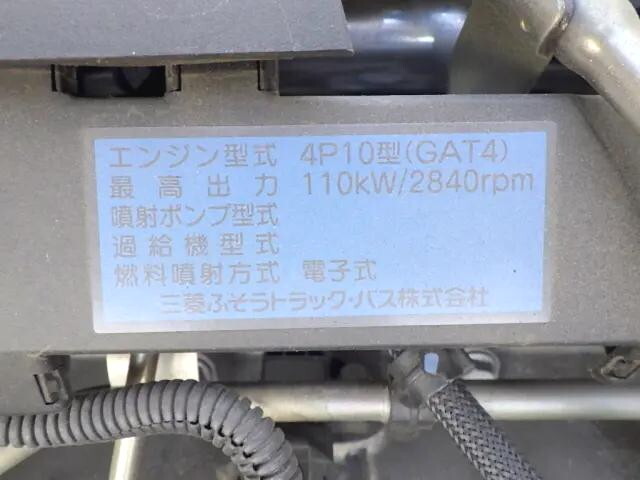 エンジン型式 4P10型(GAT4)
最高出力 110kW/2840rpm
噴射ポンプ型式
過給機型式
燃料噴射方式 電子式
三菱ふそうトラック・バス株式会社